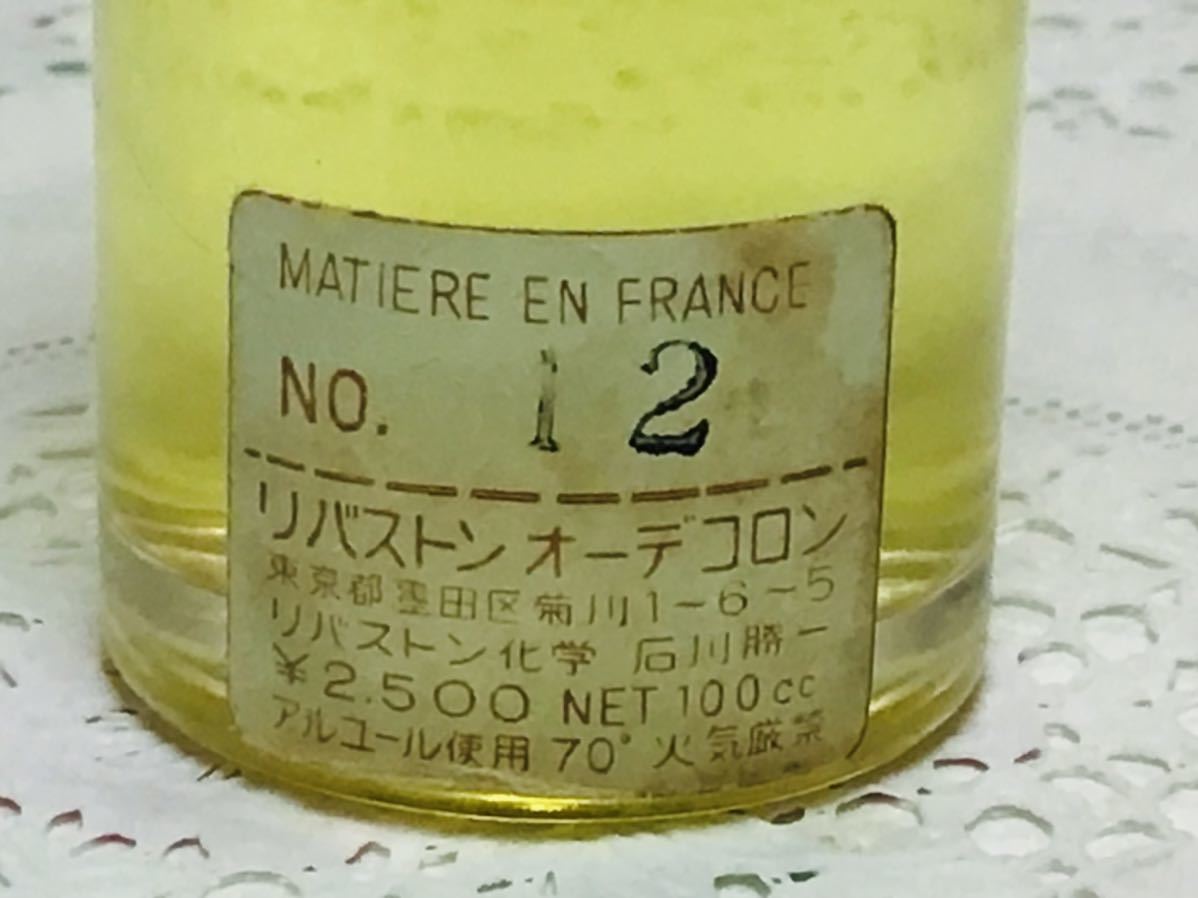 MATIERE EN FRANCE
NO. 12
リバストン オーデコロン
東京都墨田区菊川1-6-5
リバストン化学 石川勝一
¥2.500 NET 100cc
アルコール使用 70° 火気厳禁